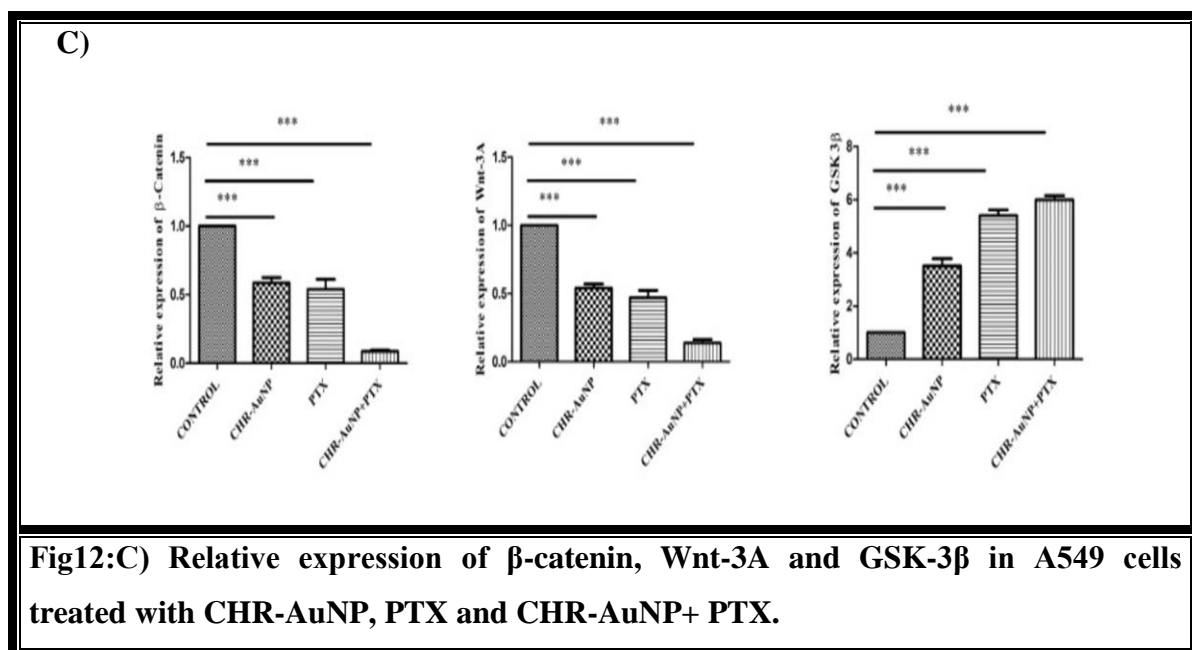 C)
***
***
***
Relative expression of β-Catenin
1.5
1.0
0.5
0.0
CONTROL
CHR-AuNP
PTX
CHR-AuNP+PTX
***
***
***
Relative expression of Wnt-3A
1.5
1.0
0.5
0.0
CONTROL
CHR-AuNP
PTX
CHR-AuNP+PTX
***
***
***
Relative expression of GSK 3β
8
6
4
2
0
CONTROL
CHR-AuNP
PTX
CHR-AuNP+PTX
Fig12:C) Relative expression of β-catenin, Wnt-3A and GSK-3β in A549 cells
treated with CHR-AuNP, PTX and CHR-AuNP+ PTX.